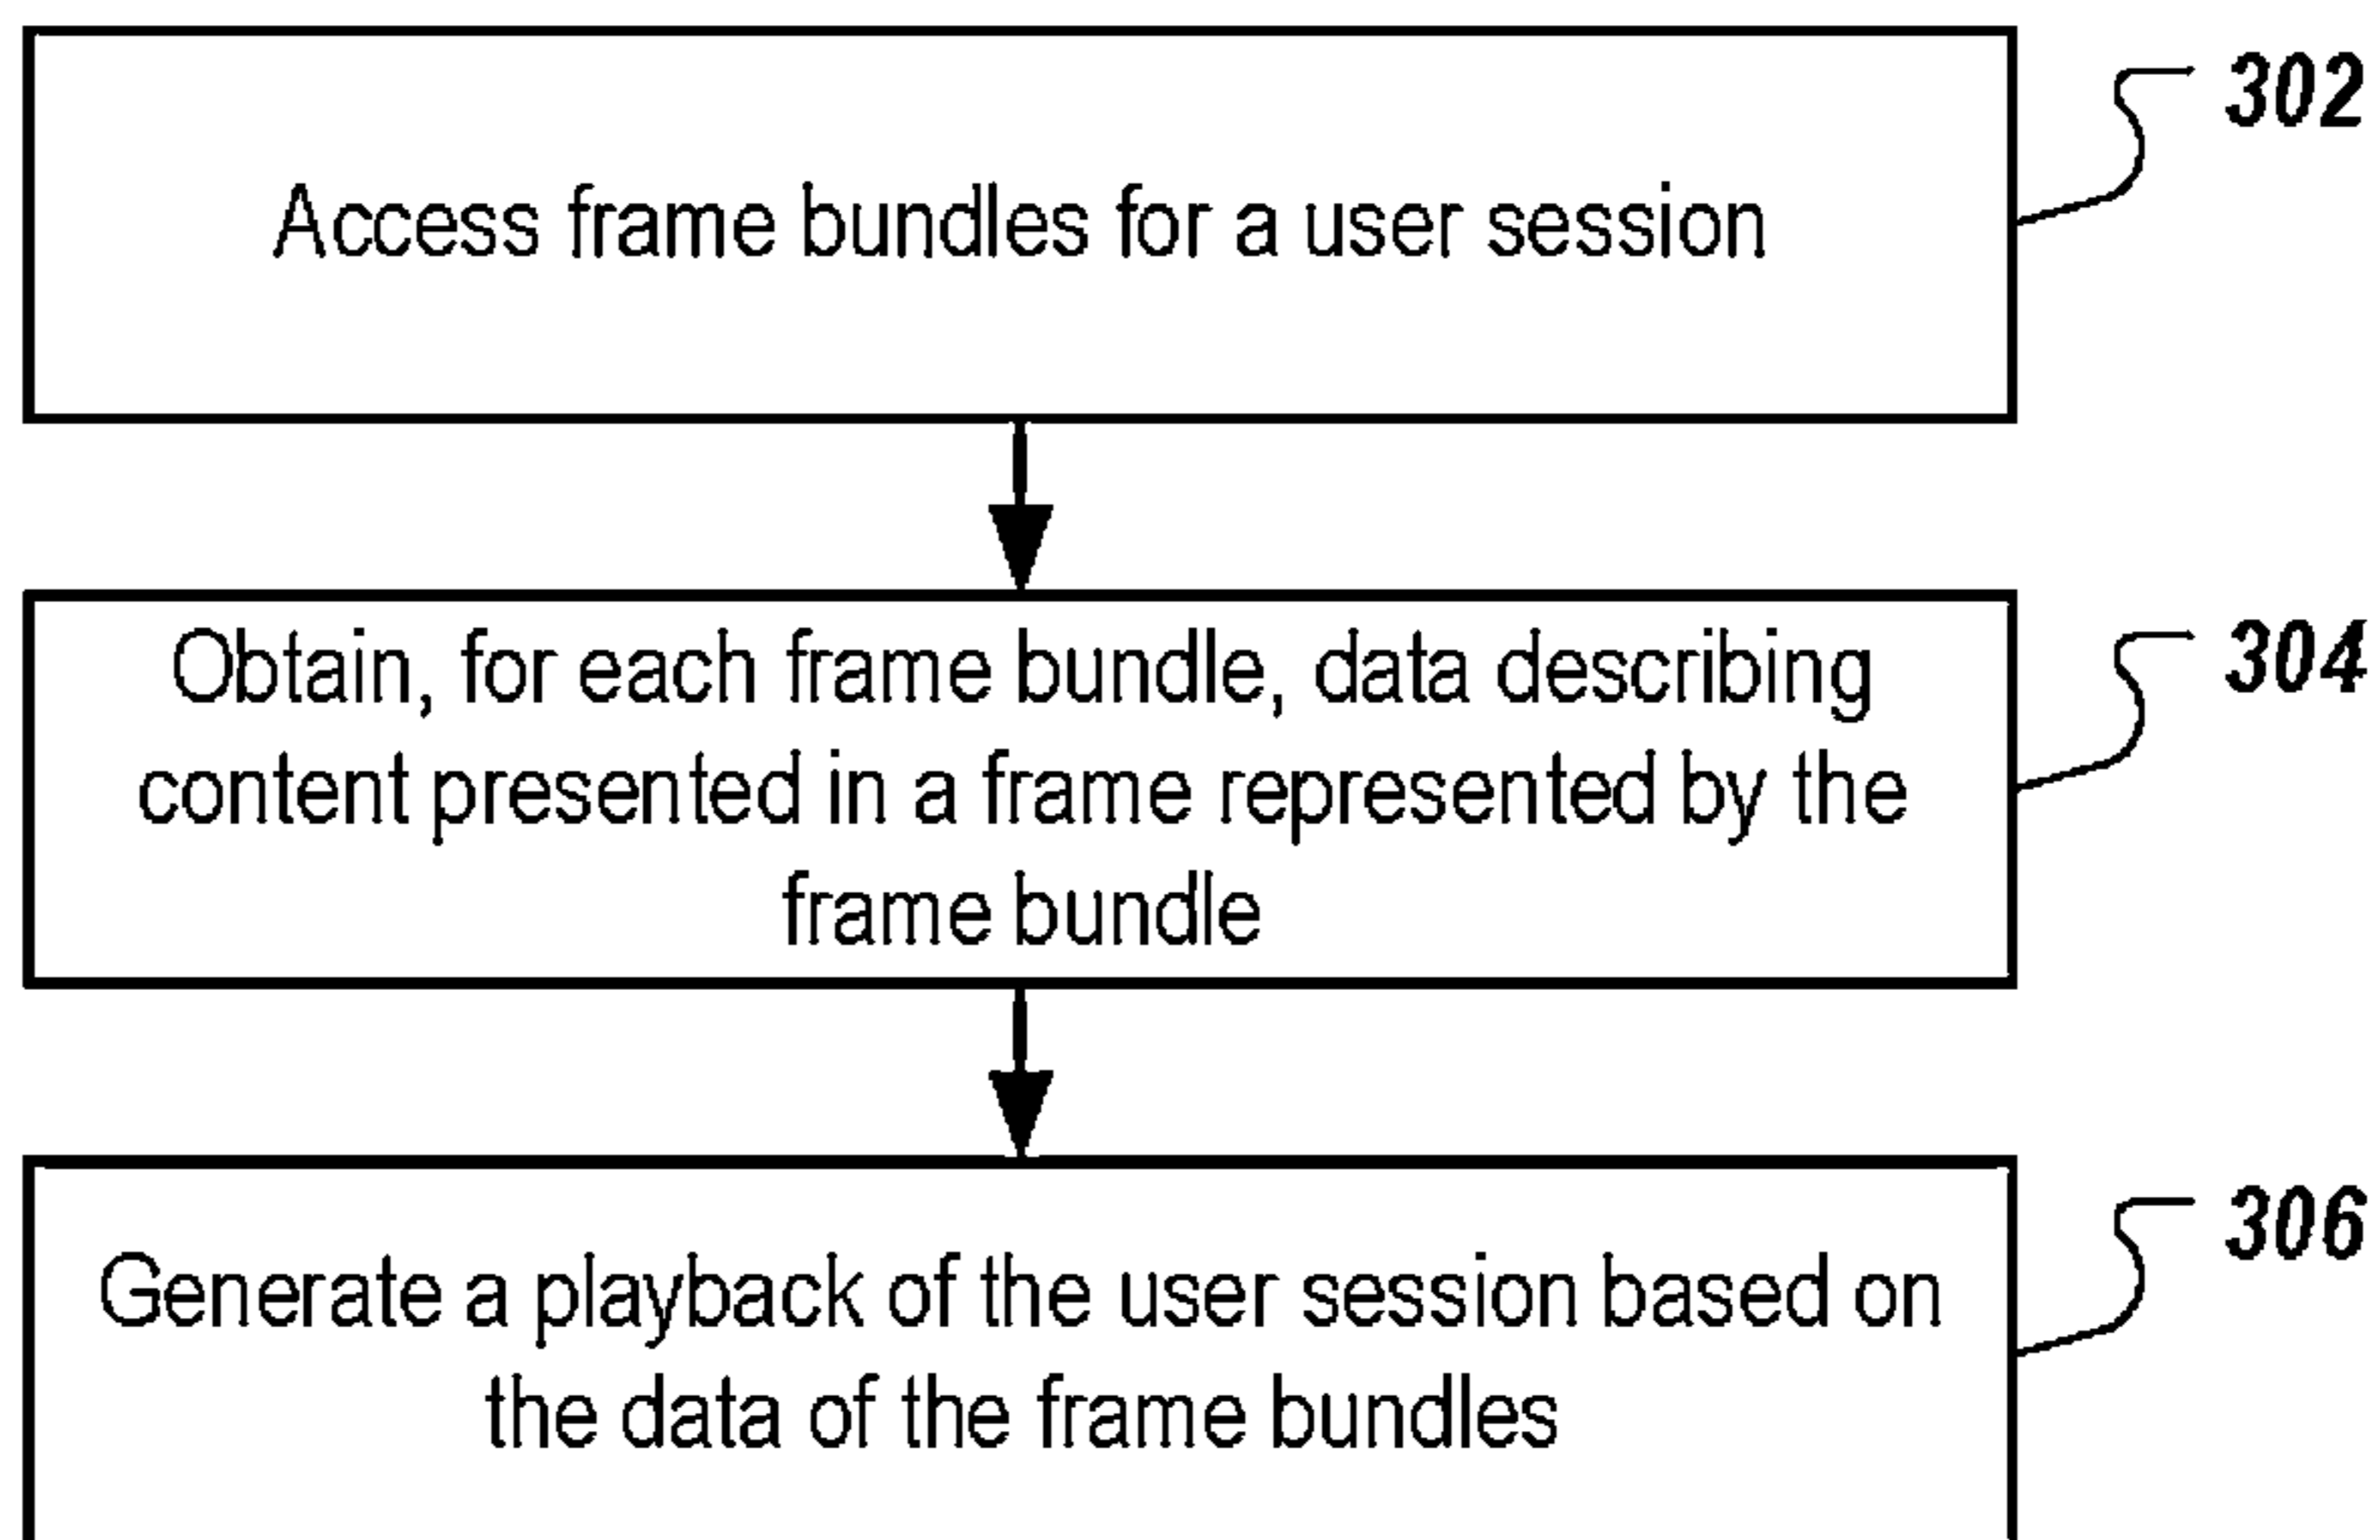 Access frame bundles for a user session
302
Obtain, for each frame bundle, data describing
content presented in a frame represented by the
frame bundle
304
Generate a playback of the user session based on
the data of the frame bundles
306